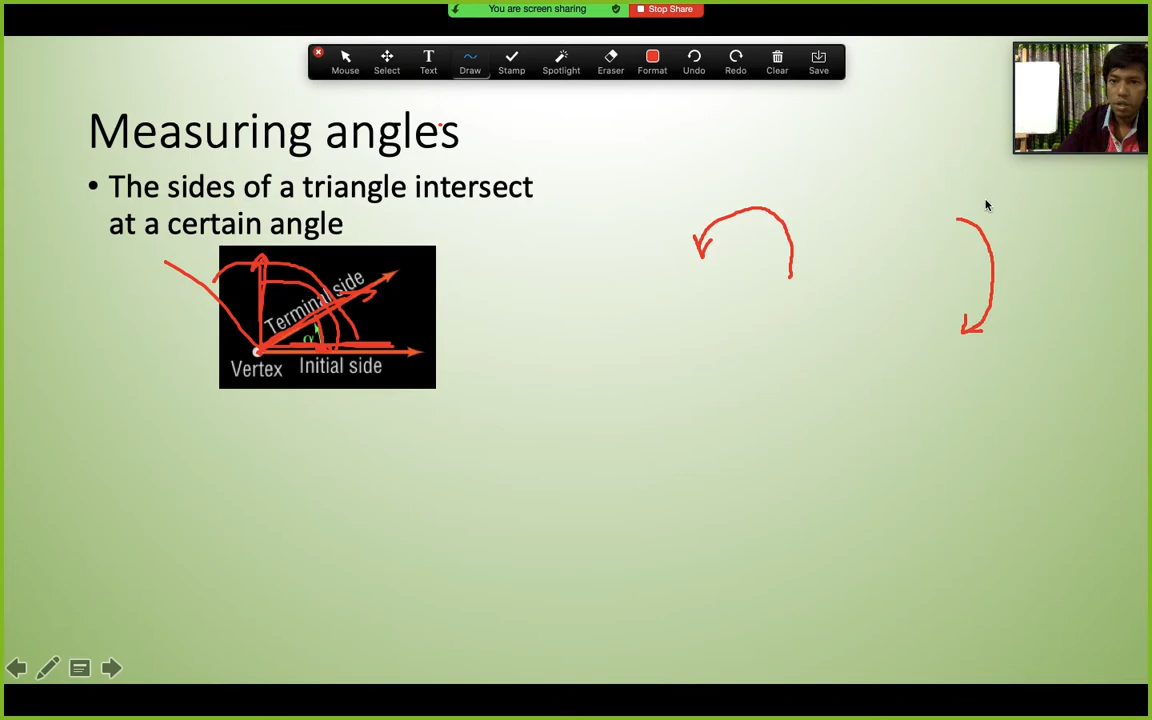 You are screen sharing
Stop Share
Mouse
Select
Text
Draw
Stamp
Spotlight
Eraser
Format
Undo
Redo
Clear
Save
Measuring angles
• The sides of a triangle intersect
at a certain angle
Terminal side
α
Vertex
Initial side